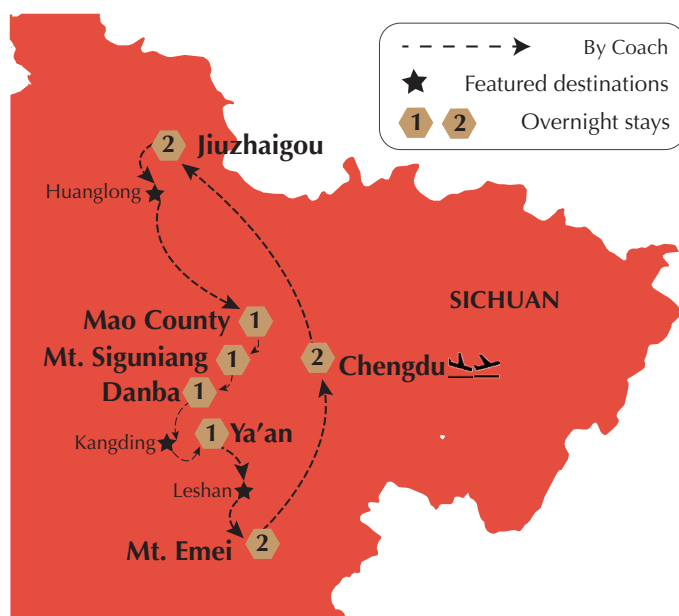 By Coach
Featured destinations
1 2 Overnight stays
2 Jiuzhaigou
Huanglong
SICHUAN
Mao County 1
Mt. Siguniang 1
2 Chengdu
Danba 1
1 Ya’an
Kangding
Leshan
Mt. Emei 2